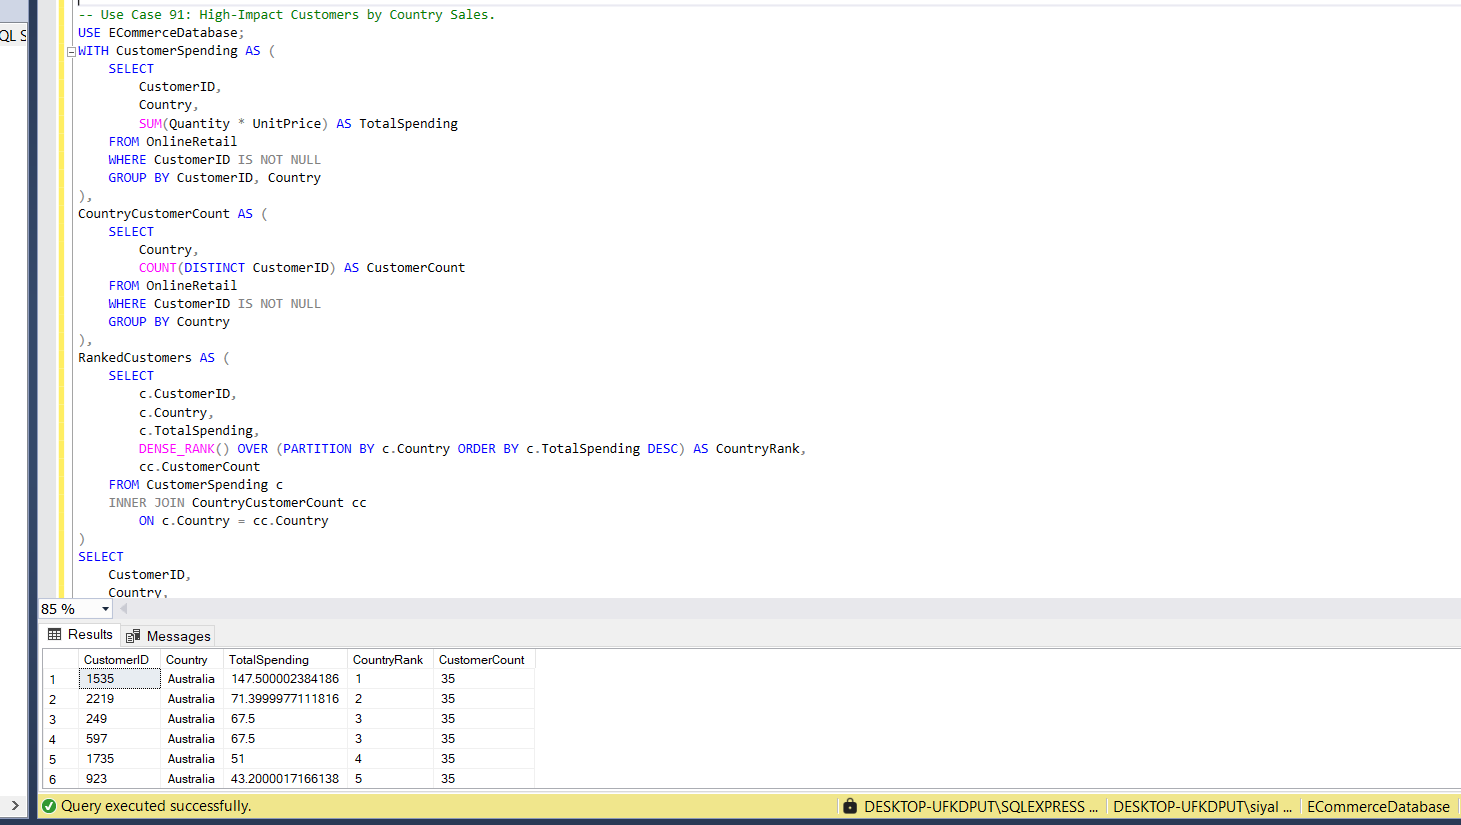 -- Use Case 91: High-Impact Customers by Country Sales.
USE ECommerceDatabase;
WITH CustomerSpending AS (
SELECT
CustomerID,
Country,
SUM(Quantity * UnitPrice) AS TotalSpending
FROM OnlineRetail
WHERE CustomerID IS NOT NULL
GROUP BY CustomerID, Country
),
CountryCustomerCount AS (
SELECT
Country,
COUNT(DISTINCT CustomerID) AS CustomerCount
FROM OnlineRetail
WHERE CustomerID IS NOT NULL
GROUP BY Country
),
RankedCustomers AS (
SELECT
c.CustomerID,
c.Country,
c.TotalSpending,
DENSE_RANK() OVER (PARTITION BY c.Country ORDER BY c.TotalSpending DESC) AS CountryRank,
cc.CustomerCount
FROM CustomerSpending c
INNER JOIN CountryCustomerCount cc
ON c.Country = cc.Country
)
SELECT
CustomerID,
Country,
QL S
85 %
Results Messages
CustomerID Country TotalSpending CountryRank CustomerCount
1 1535 Australia 147.500002384186 1 35
2 2219 Australia 71.3999977111816 2 35
3 249 Australia 67.5 3 35
4 597 Australia 67.5 3 35
5 1735 Australia 51 4 35
6 923 Australia 43.2000017166138 5 35
Query executed successfully. DESKTOP-UFKDPUT\SQLEXPRESS ... DESKTOP-UFKDPUT\siyal ... ECommerceDatabase